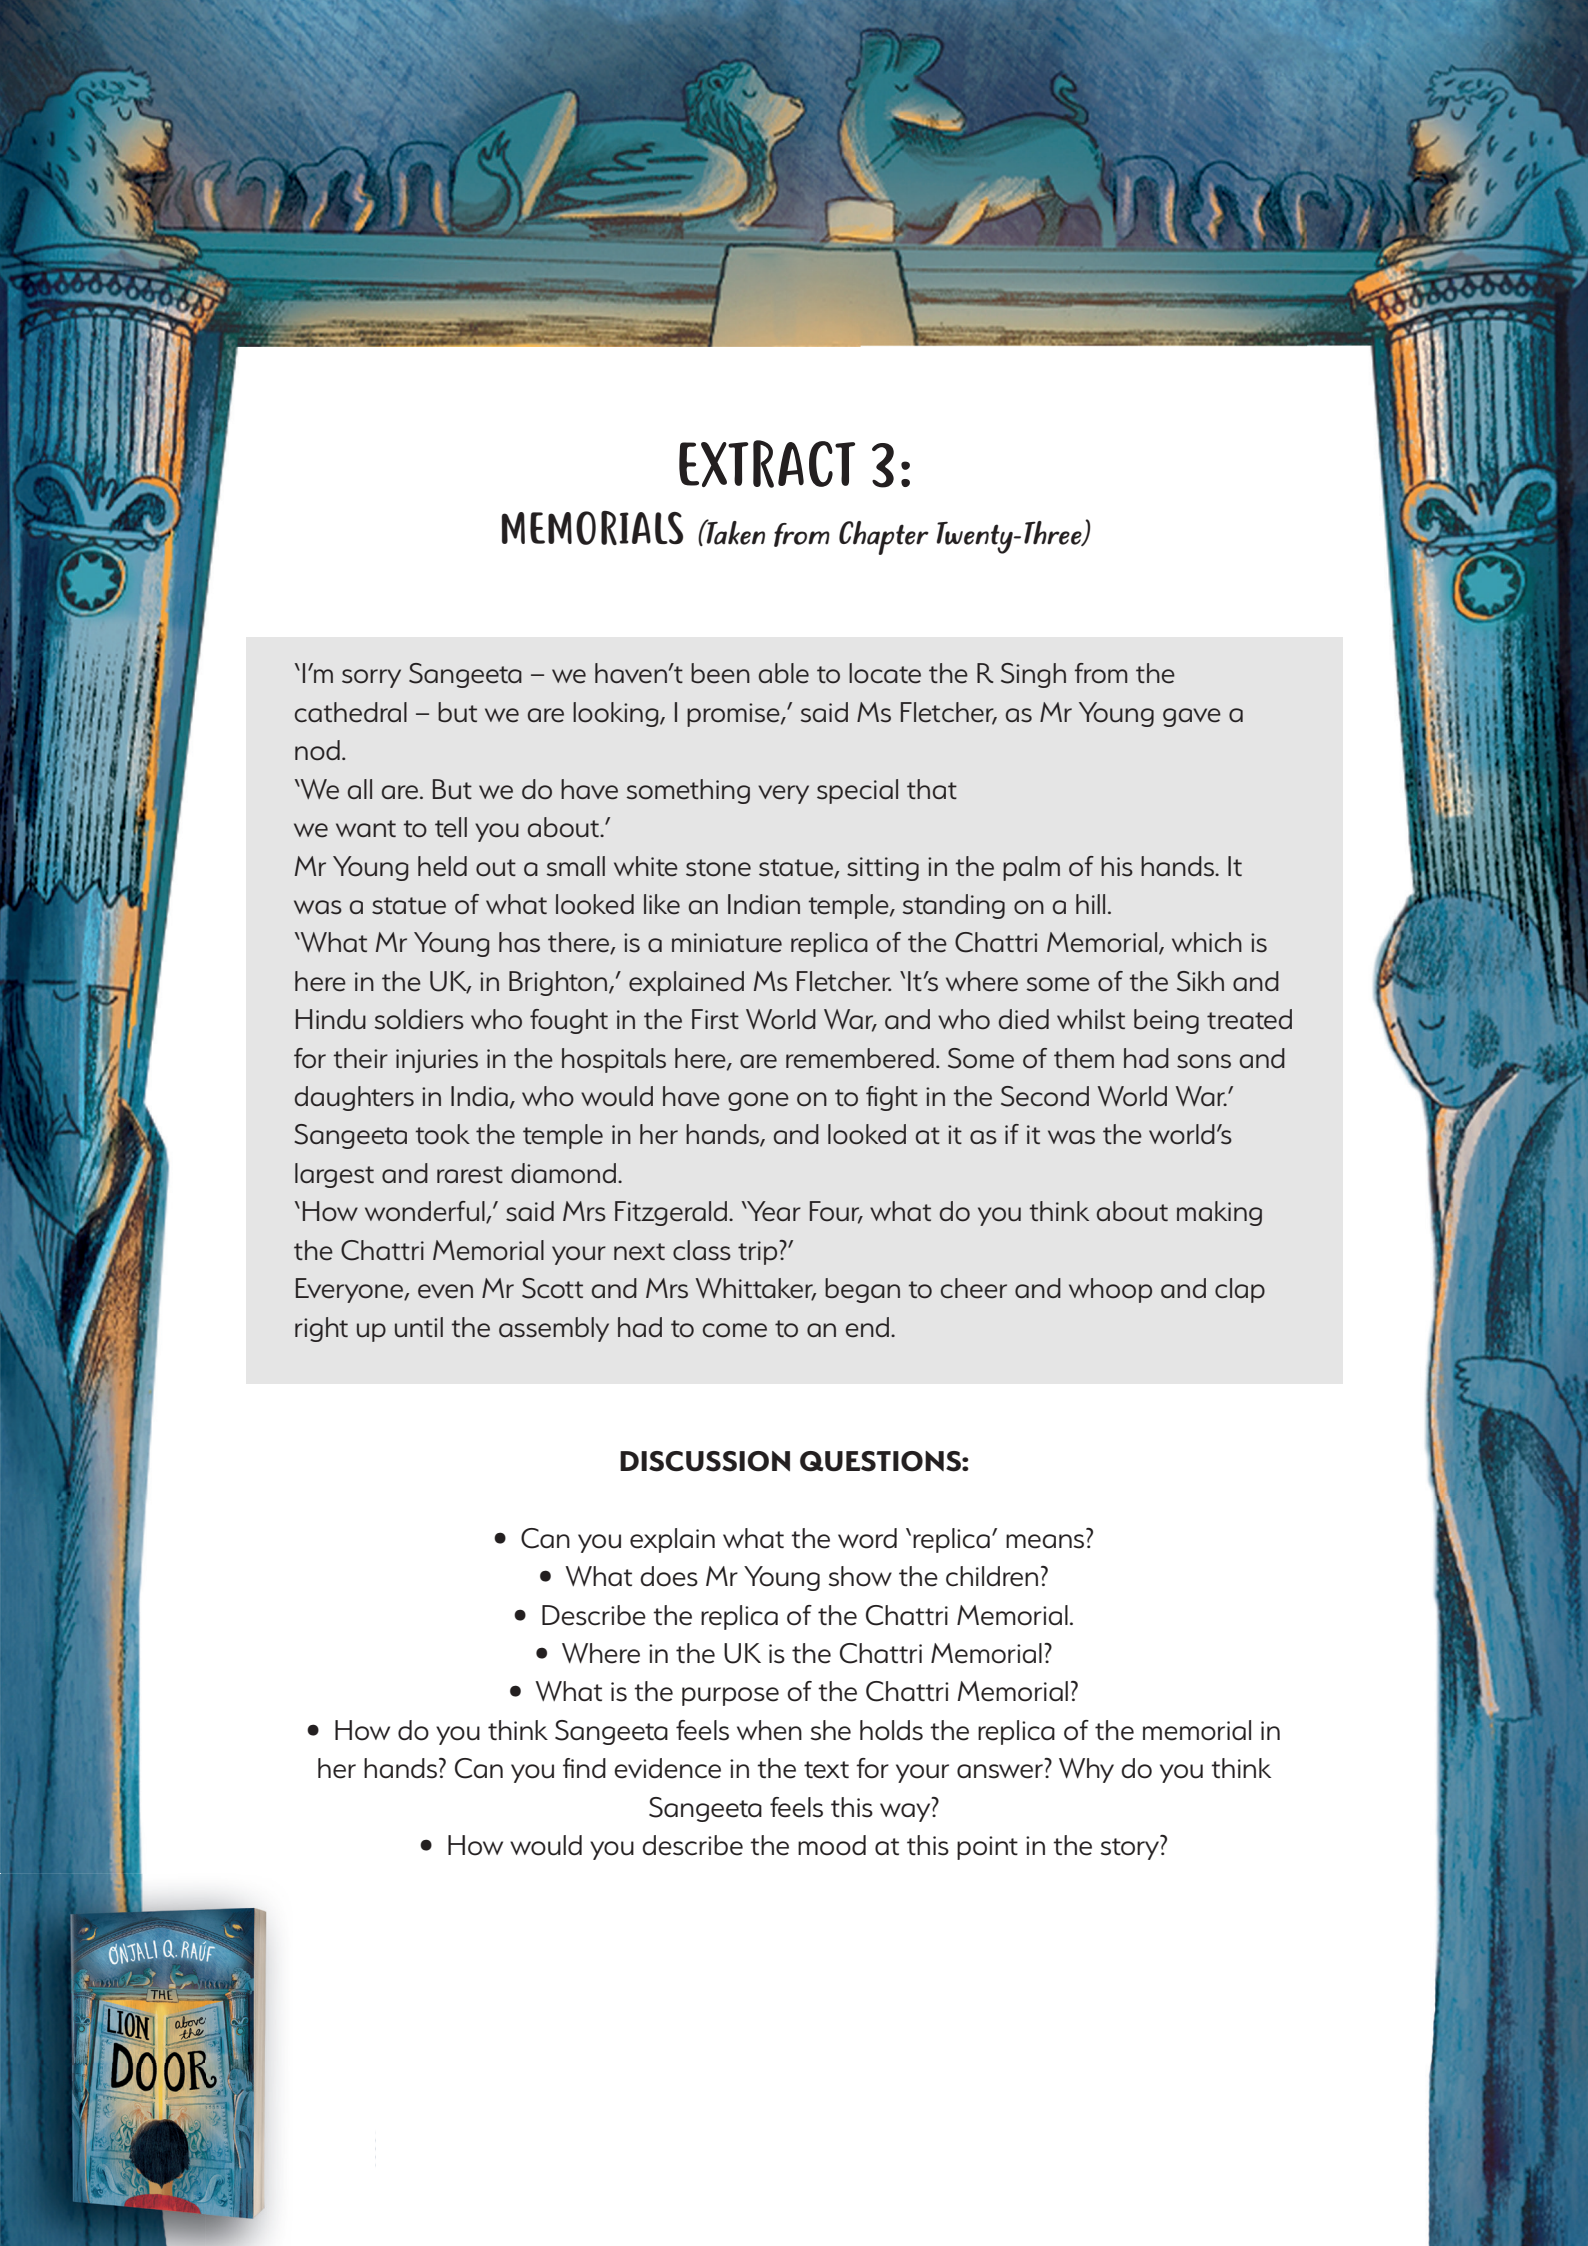 EXTRACT 3:
MEMORIALS (Taken from Chapter Twenty-Three)
‘I’m sorry Sangeeta – we haven’t been able to locate the R Singh from the
cathedral – but we are looking, I promise,’ said Ms Fletcher, as Mr Young gave a
nod.
‘We all are. But we do have something very special that
we want to tell you about.’
Mr Young held out a small white stone statue, sitting in the palm of his hands. It
was a statue of what looked like an Indian temple, standing on a hill.
‘What Mr Young has there, is a miniature replica of the Chattri Memorial, which is
here in the UK, in Brighton,’ explained Ms Fletcher. ‘It’s where some of the Sikh and
Hindu soldiers who fought in the First World War, and who died whilst being treated
for their injuries in the hospitals here, are remembered. Some of them had sons and
daughters in India, who would have gone on to fight in the Second World War.’
Sangeeta took the temple in her hands, and looked at it as if it was the world’s
largest and rarest diamond.
‘How wonderful,’ said Mrs Fitzgerald. ‘Year Four, what do you think about making
the Chattri Memorial your next class trip?’
Everyone, even Mr Scott and Mrs Whittaker, began to cheer and whoop and clap
right up until the assembly had to come to an end.
DISCUSSION QUESTIONS:
• Can you explain what the word ‘replica’ means?
• What does Mr Young show the children?
• Describe the replica of the Chattri Memorial.
• Where in the UK is the Chattri Memorial?
• What is the purpose of the Chattri Memorial?
• How do you think Sangeeta feels when she holds the replica of the memorial in
her hands? Can you find evidence in the text for your answer? Why do you think
Sangeeta feels this way?
• How would you describe the mood at this point in the story?
ONJALI Q. RAÚF
THE
LION above
the
DOOR